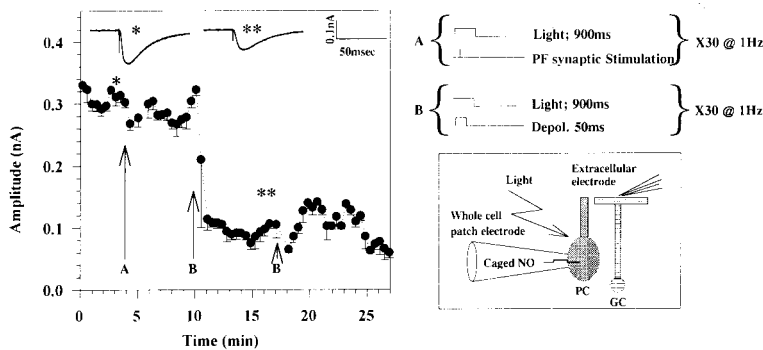 *
**
0.1nA
50msec
0.4
0.3
0.2
0.1
0.0
*
**
A
B
B
0
5
10
15
20
25
Amplitude (nA)
Time (min)
A
Light; 900ms
PF synaptic Stimulation
X30 @ 1Hz
B
Light; 900ms
Depol. 50ms
X30 @ 1Hz
Extracellular
electrode
Light
Whole cell
patch electrode
Caged NO
PC
GC